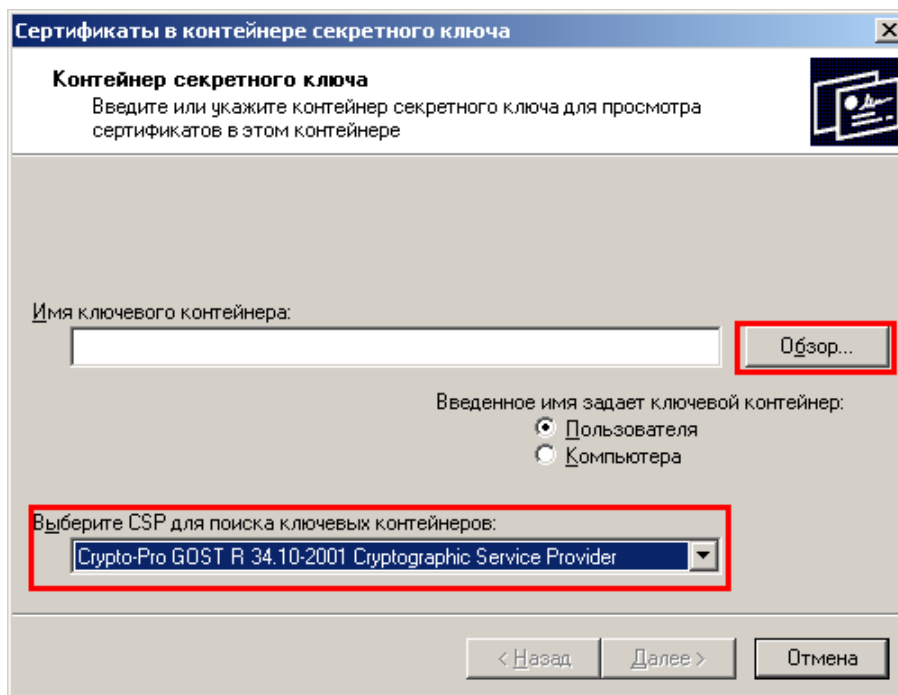 Сертификаты в контейнере секретного ключа
Контейнер секретного ключа
Введите или укажите контейнер секретного ключа для просмотра
сертификатов в этом контейнере
Имя ключевого контейнера:
Обзор...
Введенное имя задает ключевой контейнер:
Пользователя
Компьютера
Выберите CSP для поиска ключевых контейнеров:
Crypto-Pro GOST R 34.10-2001 Cryptographic Service Provider
< Назад
Далее >
Отмена